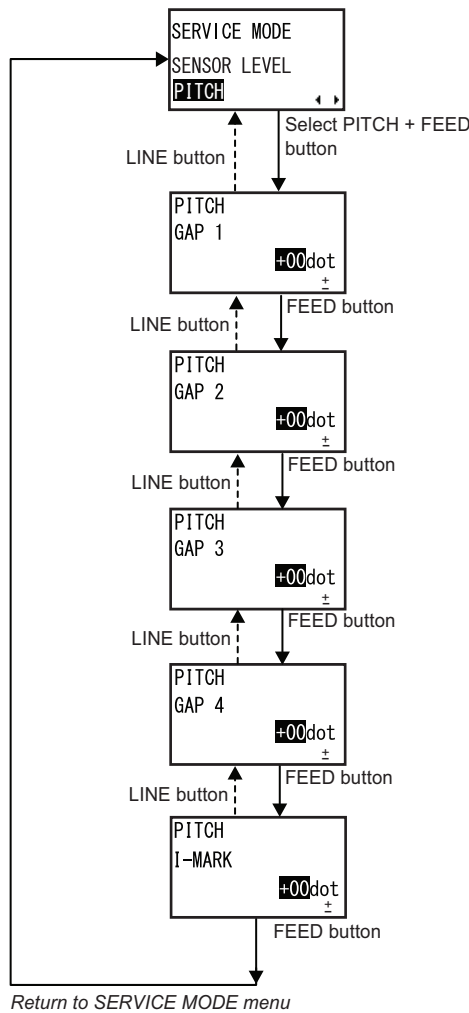 SERVICE MODE
SENSOR LEVEL
PITCH
Select PITCH + FEED
button
LINE button
PITCH
GAP 1
+00dot
±
FEED button
LINE button
PITCH
GAP 2
+00dot
±
FEED button
LINE button
PITCH
GAP 3
+00dot
±
FEED button
LINE button
PITCH
GAP 4
+00dot
±
FEED button
LINE button
PITCH
I-MARK
+00dot
±
FEED button
Return to SERVICE MODE menu